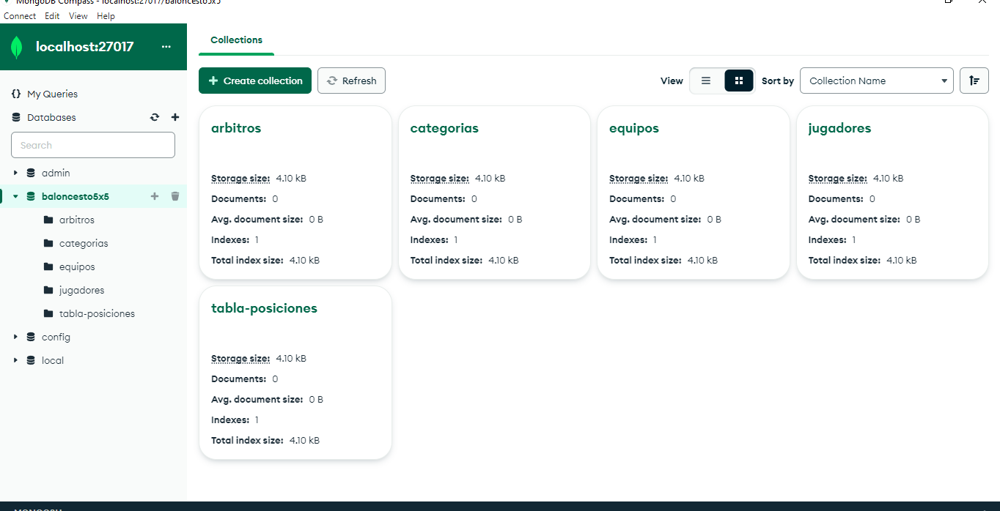 MongoDB Compass - localhost:27017/baloncesto5x5
Connect Edit View Help
localhost:27017 ...
Collections
+ Create collection Refresh View Sort by Collection Name
{} My Queries
Databases
Search
admin
baloncesto5x5
arbitros
categorias
equipos
jugadores
tabla-posiciones
config
local
arbitros
Storage size: 4.10 kB
Documents: 0
Avg. document size: 0 B
Indexes: 1
Total index size: 4.10 kB
categorias
Storage size: 4.10 kB
Documents: 0
Avg. document size: 0 B
Indexes: 1
Total index size: 4.10 kB
equipos
Storage size: 4.10 kB
Documents: 0
Avg. document size: 0 B
Indexes: 1
Total index size: 4.10 kB
jugadores
Storage size: 4.10 kB
Documents: 0
Avg. document size: 0 B
Indexes: 1
Total index size: 4.10 kB
tabla-posiciones
Storage size: 4.10 kB
Documents: 0
Avg. document size: 0 B
Indexes: 1
Total index size: 4.10 kB
MONGOSH